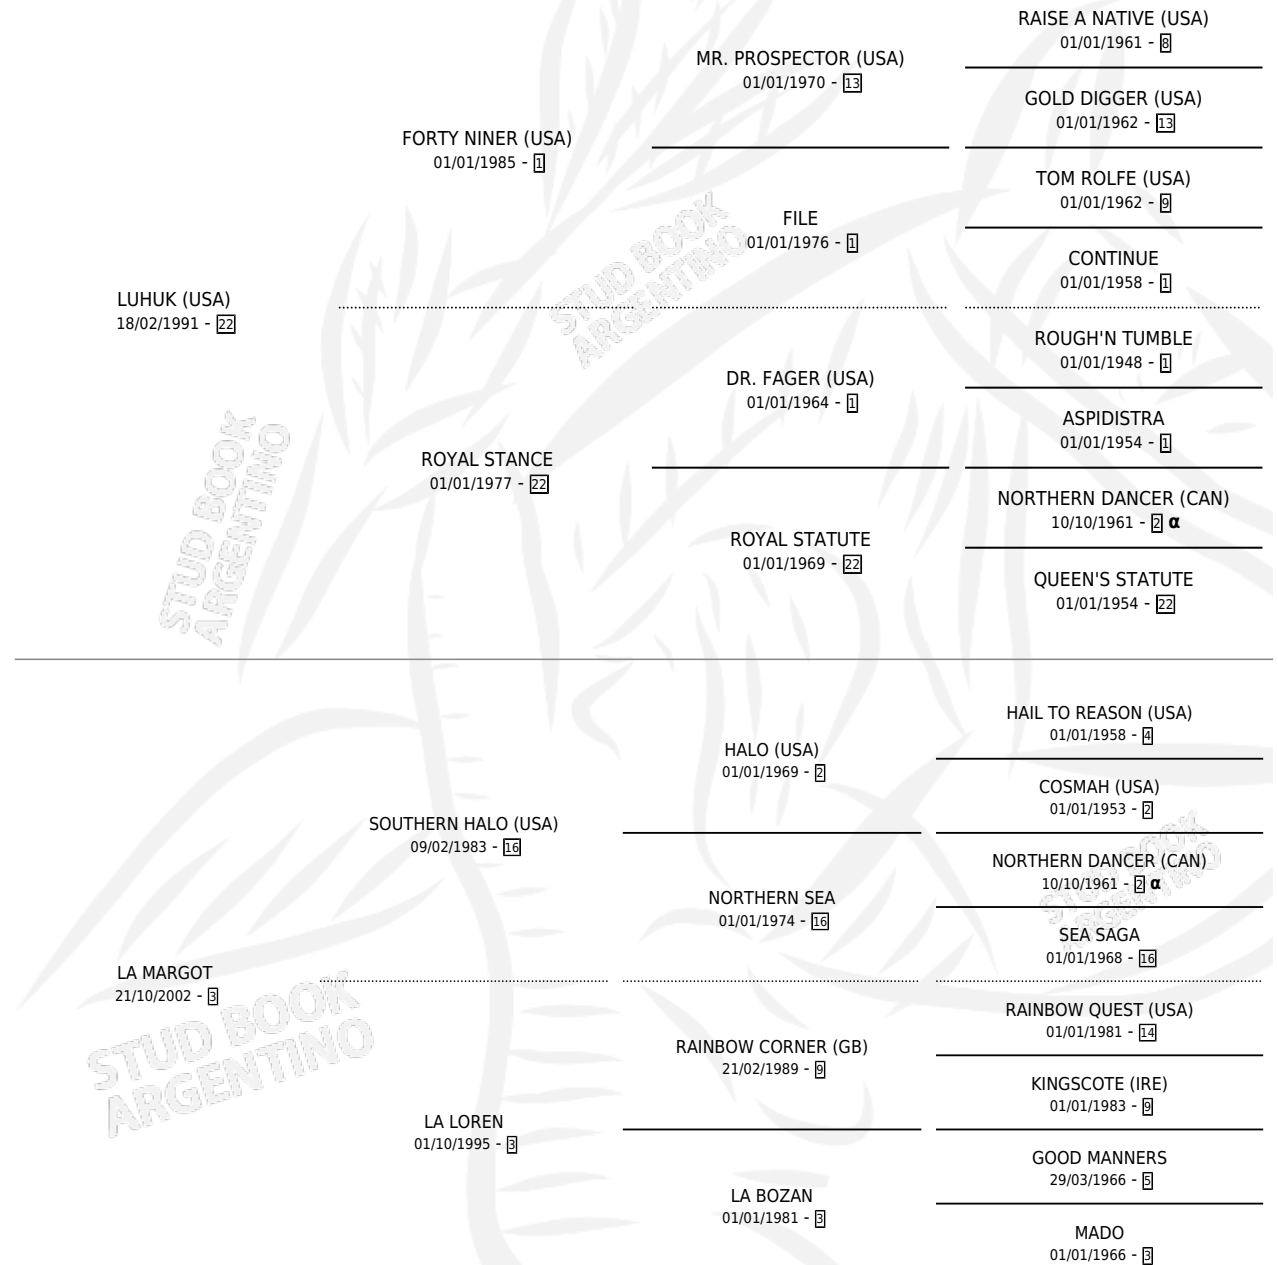 RAISE A NATIVE (USA)
01/01/1961 - 8
MR. PROSPECTOR (USA)
01/01/1970 - 13
GOLD DIGGER (USA)
01/01/1962 - 13
FORTY NINER (USA)
01/01/1985 - 1
TOM ROLFE (USA)
01/01/1962 - 9
FILE
01/01/1976 - 1
CONTINUE
01/01/1958 - 1
LUHUK (USA)
18/02/1991 - 22
ROUGH'N TUMBLE
01/01/1948 - 1
DR. FAGER (USA)
01/01/1964 - 1
ASPIDISTRA
01/01/1954 - 1
ROYAL STANCE
01/01/1977 - 22
NORTHERN DANCER (CAN)
10/10/1961 - 2 α
ROYAL STATUTE
01/01/1969 - 22
QUEEN'S STATUTE
01/01/1954 - 22
HAIL TO REASON (USA)
01/01/1958 - 4
HALO (USA)
01/01/1969 - 2
COSMAH (USA)
01/01/1953 - 2
SOUTHERN HALO (USA)
09/02/1983 - 16
NORTHERN DANCER (CAN)
10/10/1961 - 2 α
NORTHERN SEA
01/01/1974 - 16
SEA SAGA
01/01/1968 - 16
LA MARGOT
21/10/2002 - 3
RAINBOW QUEST (USA)
01/01/1981 - 14
RAINBOW CORNER (GB)
21/02/1989 - 9
KINGSCOTE (IRE)
01/01/1983 - 9
LA LOREN
01/10/1995 - 3
GOOD MANNERS
29/03/1966 - 5
LA BOZAN
01/01/1981 - 3
MADO
01/01/1966 - 3
STUD BOOK
ARGENTINO
STUD BOOK
ARGENTINO
STUD BOOK
ARGENTINO
STUD BOOK
ARGENTINO